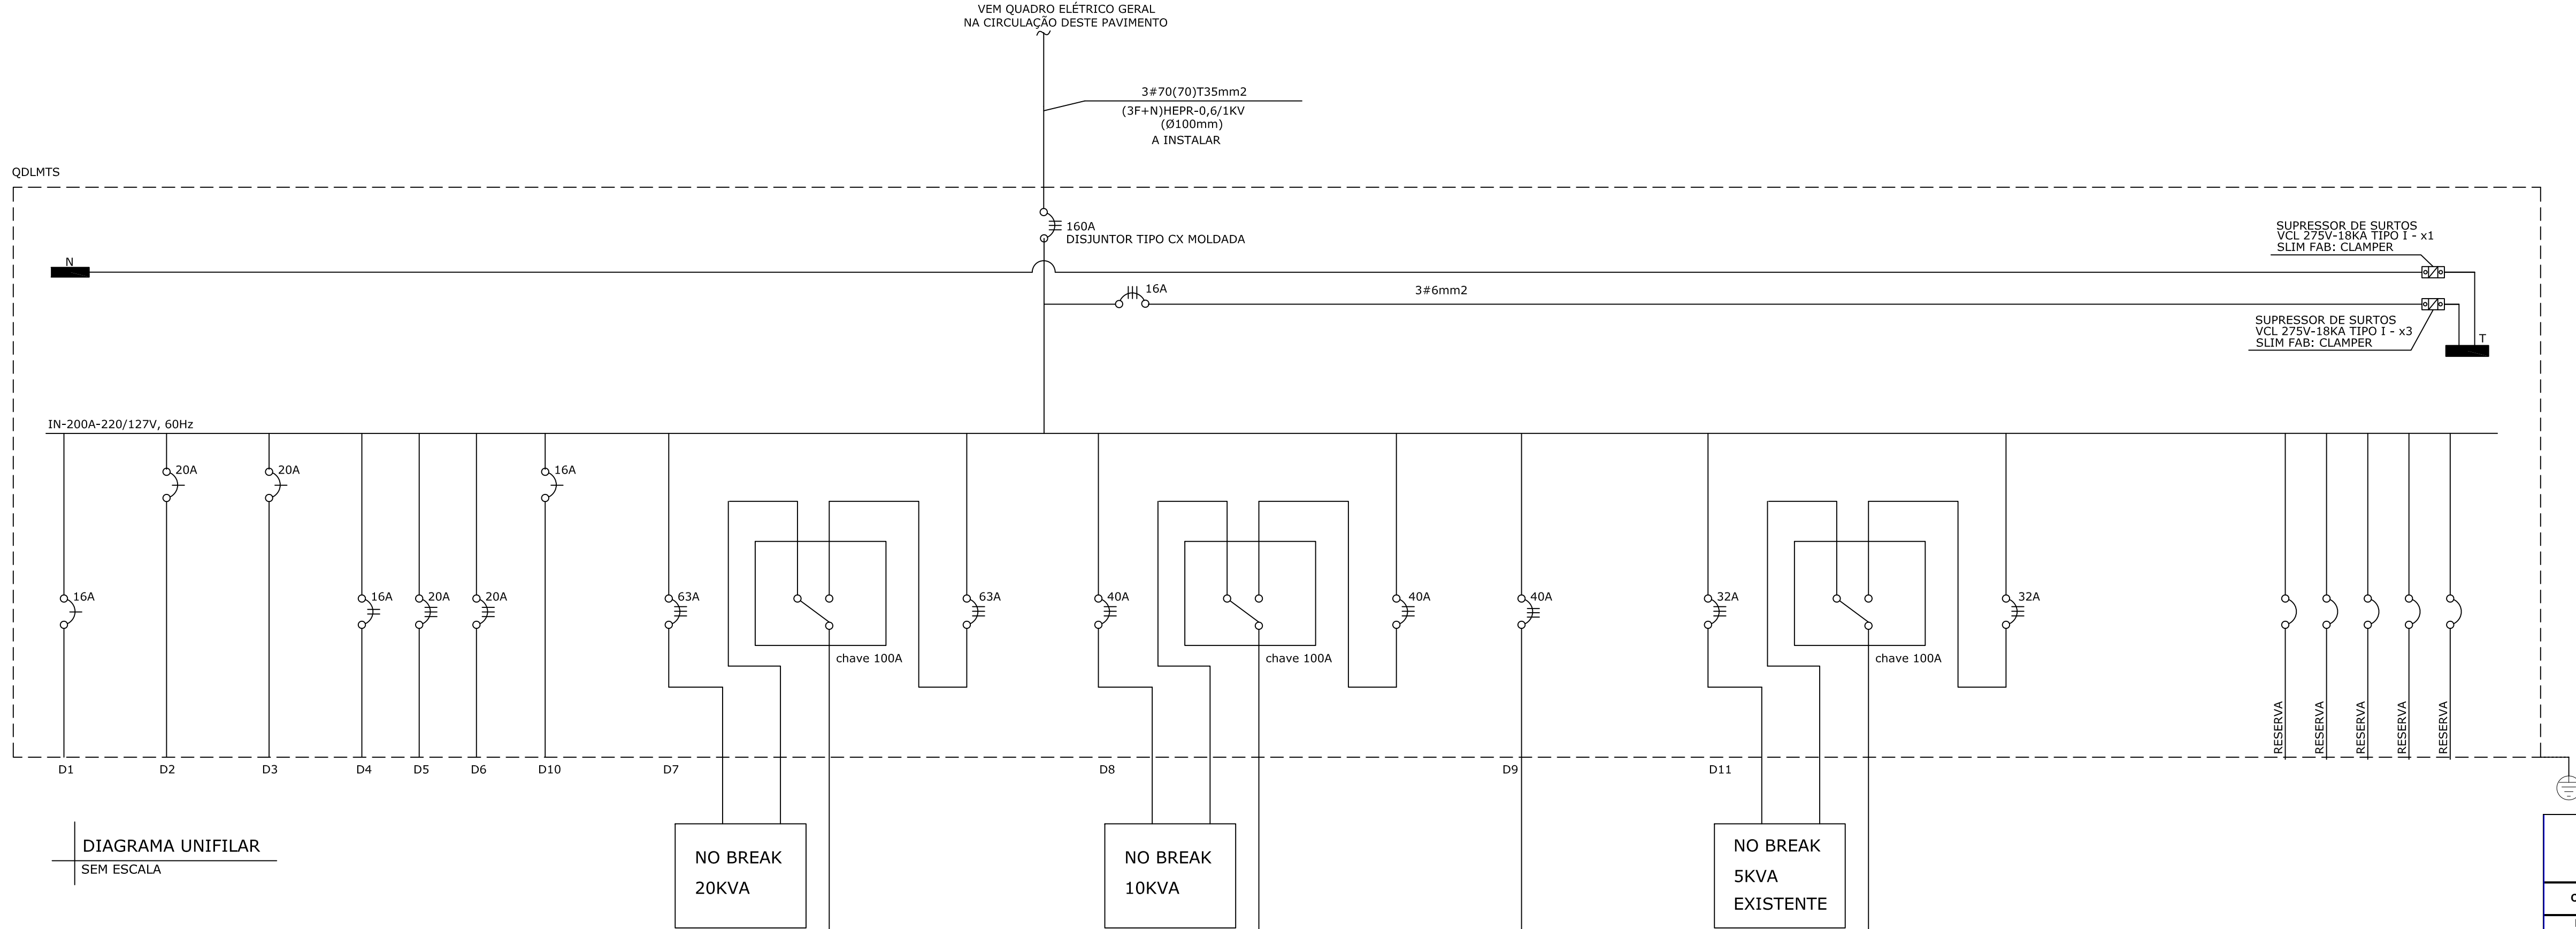 VEM QUADRO ELÉTRICO GERAL
NA CIRCULAÇÃO DESTE PAVIMENTO
3#70(70)T35mm2
(3F+N)HEPR-0,6/1KV
(Ø100mm)
A INSTALAR
QDLMTS
160A
DISJUNTOR TIPO CX MOLDADA
SUPRESSOR DE SURTOS
VCL 275V-18KA TIPO I - x1
SLIM FAB: CLAMPER
N
16A
3#6mm2
SUPRESSOR DE SURTOS
VCL 275V-18KA TIPO I - x3
SLIM FAB: CLAMPER
T
IN-200A-220/127V, 60Hz
20A
20A
16A
16A
16A
20A
20A
63A
63A
40A
40A
40A
32A
32A
chave 100A
chave 100A
chave 100A
RESERVA
RESERVA
RESERVA
RESERVA
RESERVA
D1
D2
D3
D4
D5
D6
D10
D7
D8
D9
D11
DIAGRAMA UNIFILAR
SEM ESCALA
NO BREAK
20KVA
NO BREAK
10KVA
NO BREAK
5KVA
EXISTENTE